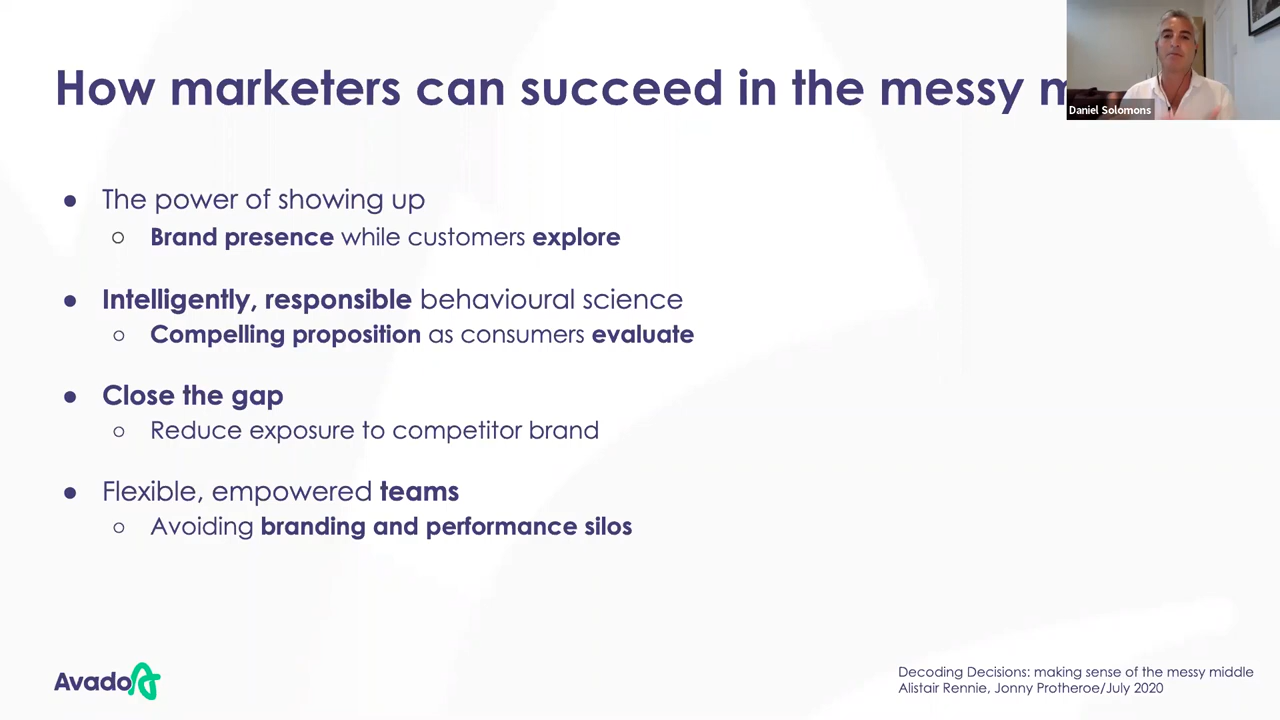 How marketers can succeed in the messy
Daniel Solomons
● The power of showing up
○ Brand presence while customers explore
● Intelligently, responsible behavioural science
○ Compelling proposition as consumers evaluate
● Close the gap
○ Reduce exposure to competitor brand
● Flexible, empowered teams
○ Avoiding branding and performance silos
Avado
Decoding Decisions: making sense of the messy middle
Alistair Rennie, Jonny Protheroe/July 2020